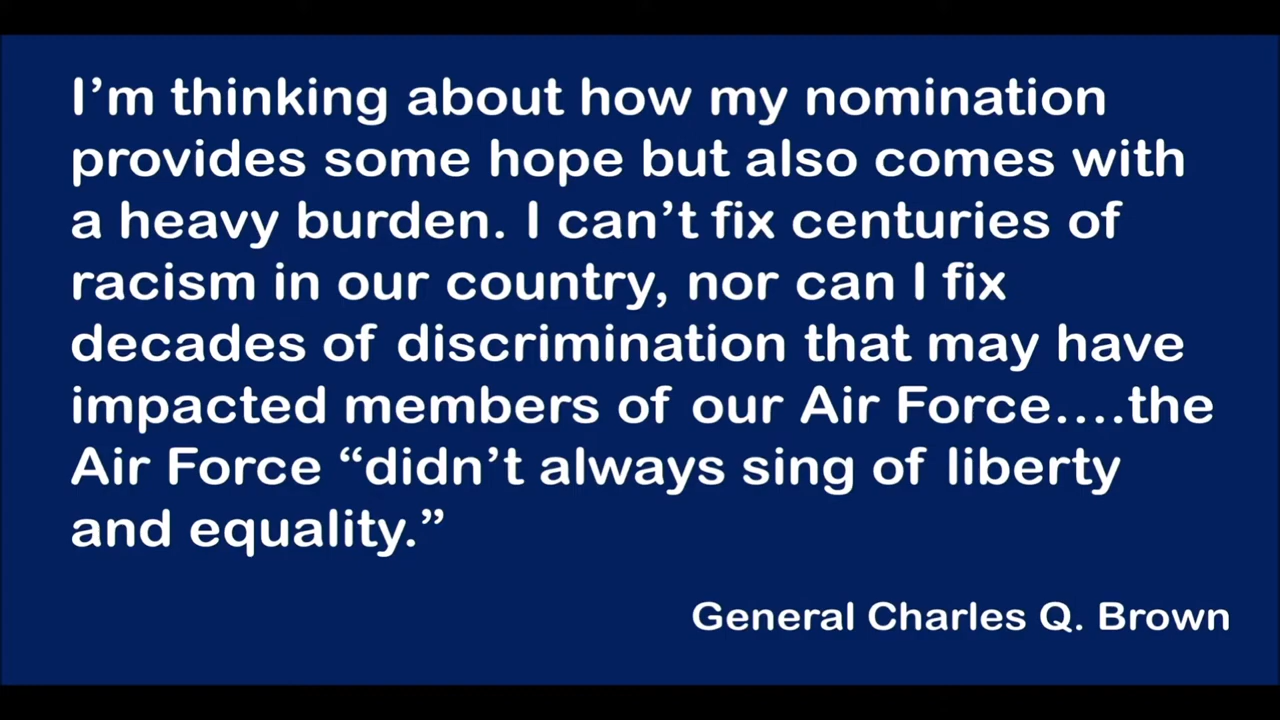 I’m thinking about how my nomination
provides some hope but also comes with
a heavy burden. I can’t fix centuries of
racism in our country, nor can I fix
decades of discrimination that may have
impacted members of our Air Force….the
Air Force “didn’t always sing of liberty
and equality.”
General Charles Q. Brown